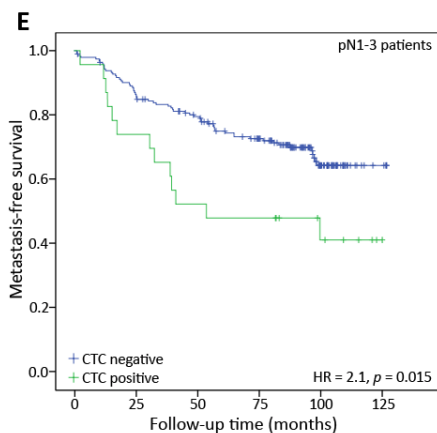 E
pN1-3 patients
Metastasis-free survival
1.0
0.8
0.6
0.4
0.2
0.0
CTC negative
CTC positive
HR = 2.1, p = 0.015
0 25 50 75 100 125
Follow-up time (months)